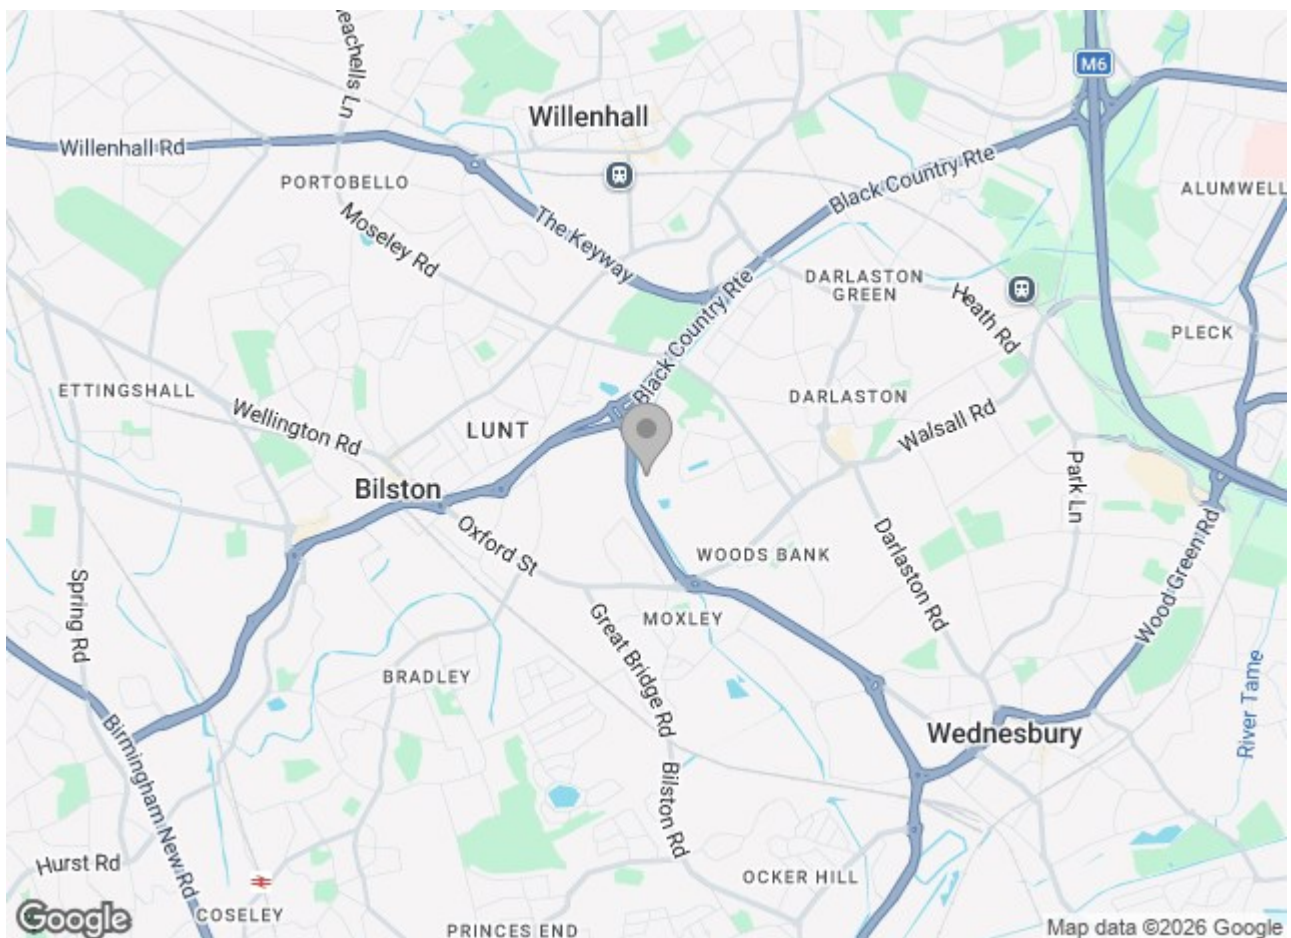 M6
eachells Ln
Willenhall
Willenhall Rd
Black Country Rte
PORTOBELLO
ALUMWELL
Moseley Rd
The Keyway
DARLASTON
GREEN
Heath Rd
Black Country Rte
PLECK
ETTINGSHALL
DARLASTON
Wellington Rd
LUNT
Walsall Rd
Bilston
Park Ln
Oxford St
WOODS BANK
Darlaston Rd
Wood Green Rd
Spring Rd
MOXLEY
Great Bridge Rd
BRADLEY
River Tame
Birmingham New Rd
Wednesbury
Bilston Rd
Hurst Rd
OCKER HILL
COSELEY
PRINCES END
Google
Map data ©2026 Google